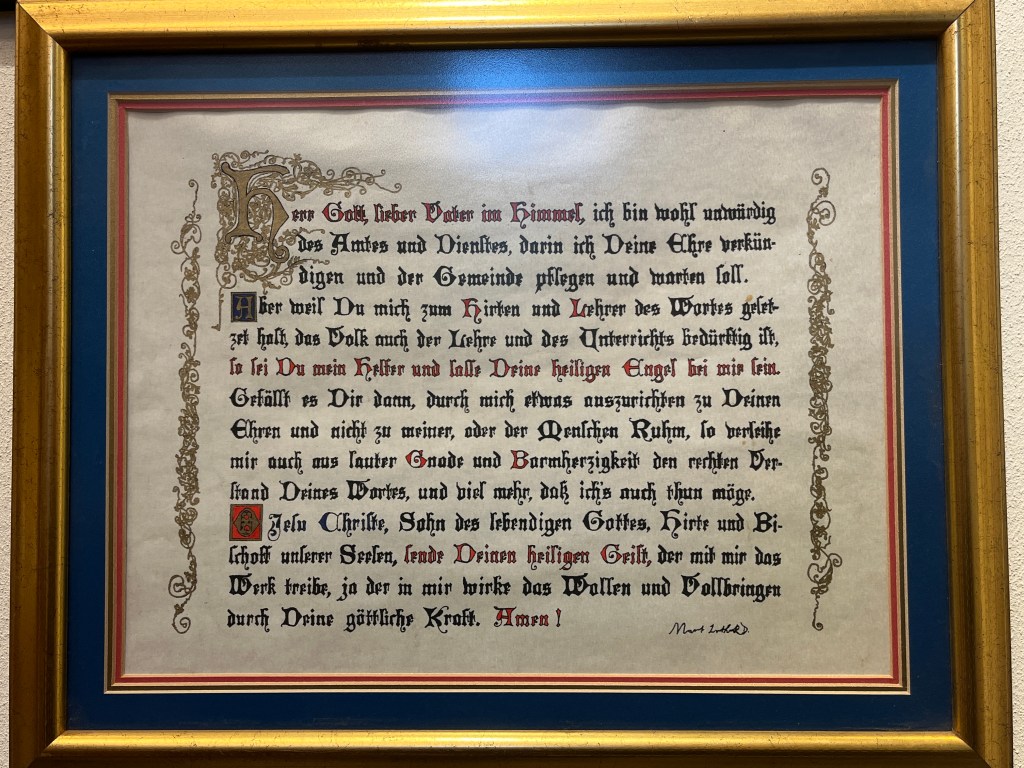 Herr Gott, lieber Vater im Himmel, ich bin wohl unwürdig
des Amtes und Dienstes, darin ich Deine Ehre verkün-
digen und der Gemeinde pflegen und warten soll.
Aber weil Du mich zum Hirten und Lehrer des Wortes geset-
zet hast, das Volk auch der Lehre und des Unterrichts bedürftig ist,
so sei Du mein Helfer und lasse Deine heiligen Engel bei mir sein.
Gefällt es Dir dann, durch mich etwas auszurichten zu Deinen
Ehren und nicht zu meiner, oder der Menschen Ruhm, so verleihe
mir auch aus lauter Gnade und Barmherzigkeit den rechten Ver-
stand Deines Wortes, und viel mehr, daß ich's auch thun möge.
O Jesu Christe, Sohn des lebendigen Gottes, Hirte und Bi-
schoff unserer Seelen, sende Deinen heiligen Geist, der mit mir das
Werk treibe, ja der in mir wirke das Wollen und Vollbringen
durch Deine göttliche Kraft. Amen!
Mart LutheR D.